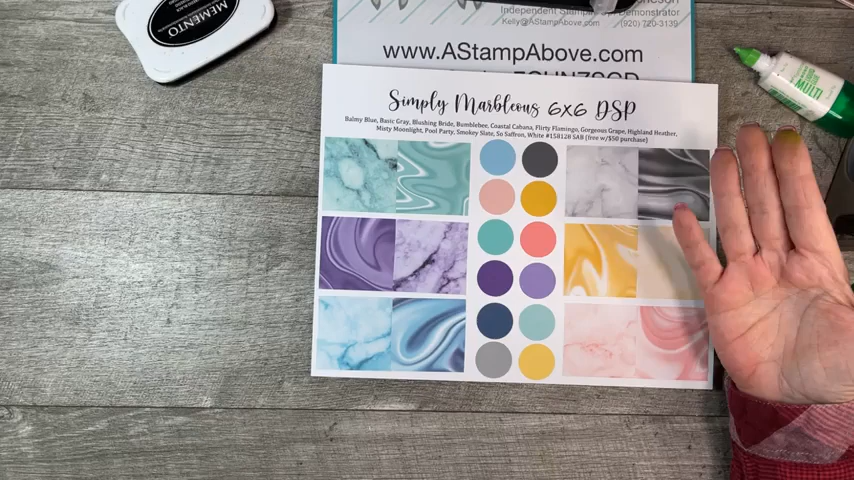 MEMENTO
Independent Stampin' Up! Demonstrator
Kelly@AStampAbove.com (920) 720-3139
www.AStampAbove.com
Simply Marbleous 6x6 DSP
Balmy Blue, Basic Gray, Blushing Bride, Bumblebee, Coastal Cabana, Flirty Flamingo, Gorgeous Grape, Highland Heather,
Misty Moonlight, Pool Party, Smokey Slate, So Saffron, White #158128 SAB (free w/$50 purchase)